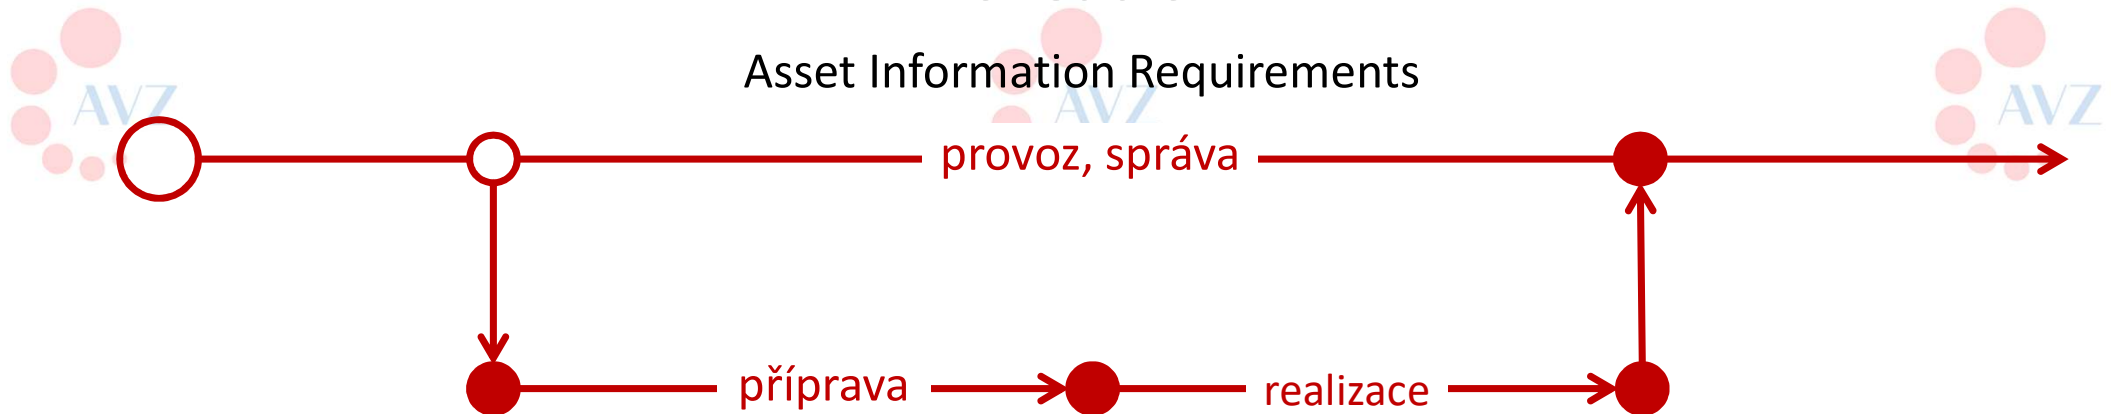 Asset Information Requirements
AVZ
AVZ
AVZ
provoz, správa
příprava
realizace